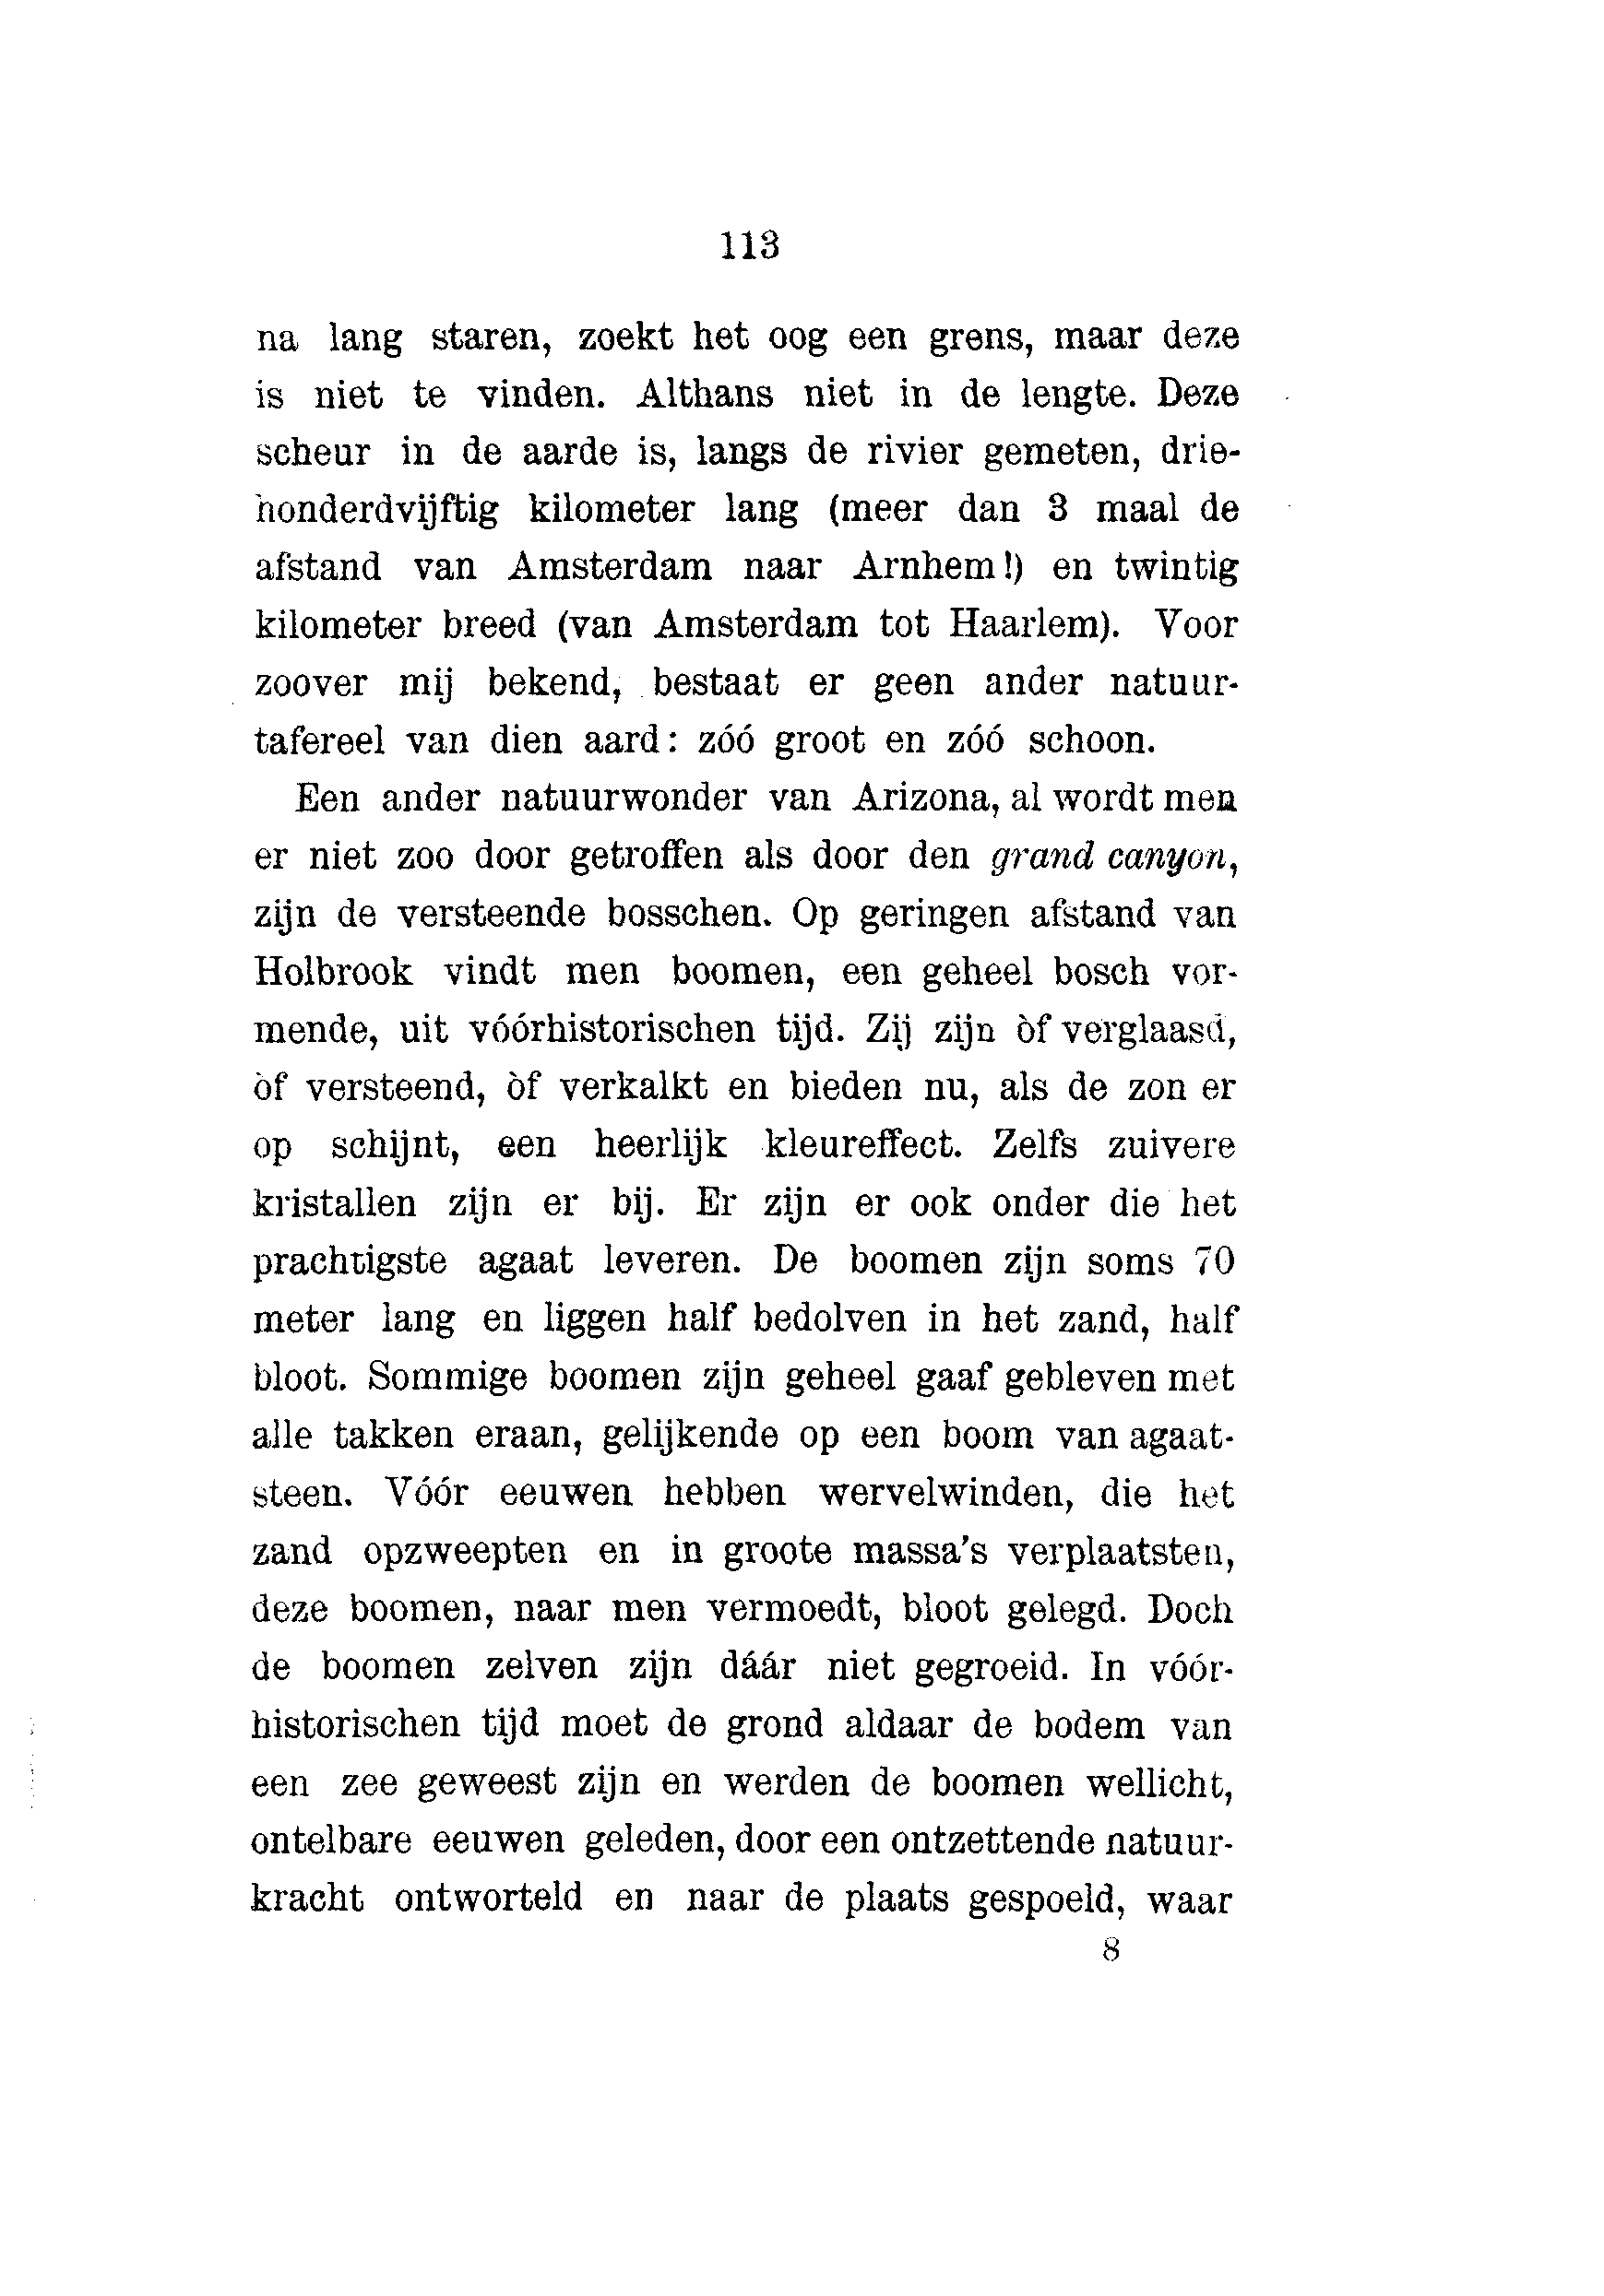 113
na lang staren, zoekt het oog een grens, maar deze
is niet te vinden. Althans niet in de lengte. Deze
scheur in de aarde is, langs de rivier gemeten, drie-
honderdvijftig kilometer lang (meer dan 3 maal de
afstand van Amsterdam naar Arnhem!) en twintig
kilometer breed (van Amsterdam tot Haarlem). Voor
zoover mij bekend, bestaat er geen ander natuur-
tafereel van dien aard: zóó groot en zóó schoon.
Een ander natuurwonder van Arizona, al wordt men
er niet zoo door getroffen als door den grand canyon,
zijn de versteende bosschen. Op geringen afstand van
Holbrook vindt men boomen, een geheel bosch vor-
mende, uit vóórhistorischen tijd. Zij zijn òf verglaasd,
òf versteend, òf verkalkt en bieden nu, als de zon er
op schijnt, een heerlijk kleureffect. Zelfs zuivere
kristallen zijn er bij. Er zijn er ook onder die het
prachtigste agaat leveren. De boomen zijn soms 70
meter lang en liggen half bedolven in het zand, half
bloot. Sommige boomen zijn geheel gaaf gebleven met
alle takken eraan, gelijkende op een boom van agaat-
steen. Vóór eeuwen hebben wervelwinden, die het
zand opzweepten en in groote massa's verplaatsten,
deze boomen, naar men vermoedt, bloot gelegd. Doch
de boomen zelven zijn dáár niet gegroeid. In vóór-
historischen tijd moet de grond aldaar de bodem van
een zee geweest zijn en werden de boomen wellicht,
ontelbare eeuwen geleden, door een ontzettende natuur-
kracht ontworteld en naar de plaats gespoeld, waar
8